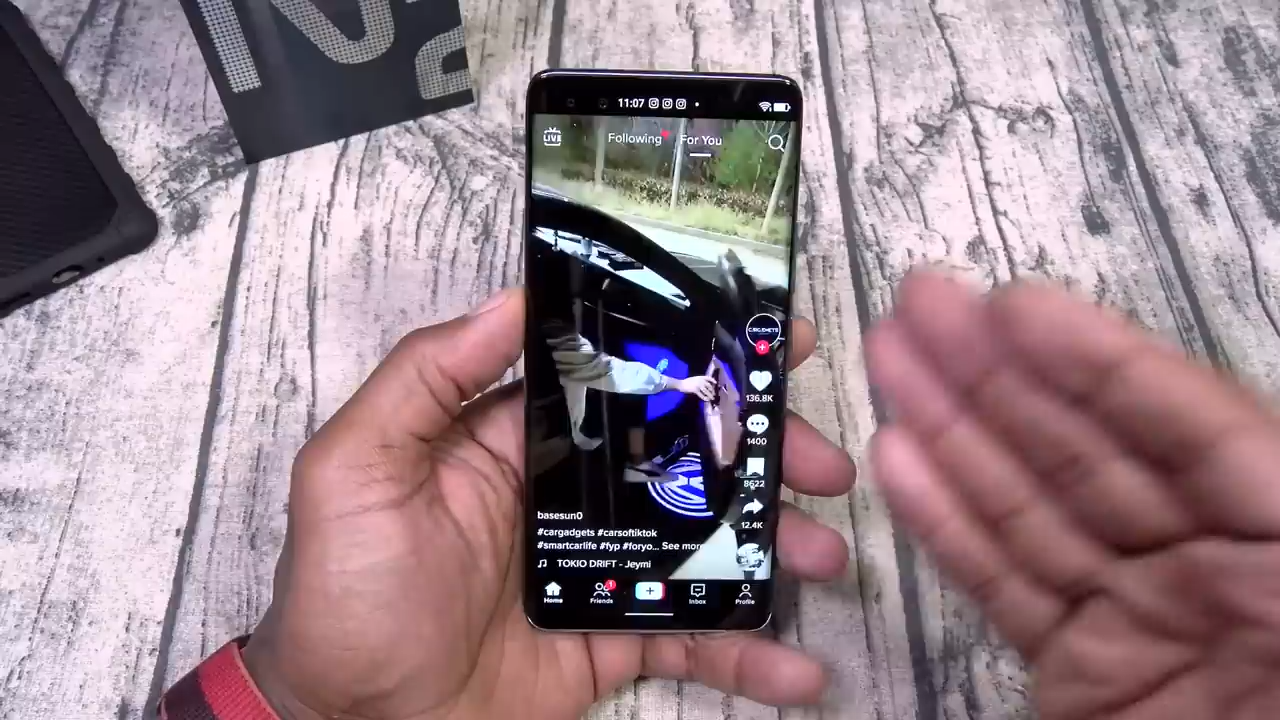 11:07
LIVE
Following
For You
136.8K
1400
8622
12.4K
basesun0
#cargadgets #carsoftiktok
#smartcarlife #fyp #foryo... See more
TOKIO DRIFT - Jeymi
1
Home
Friends
Inbox
Profile